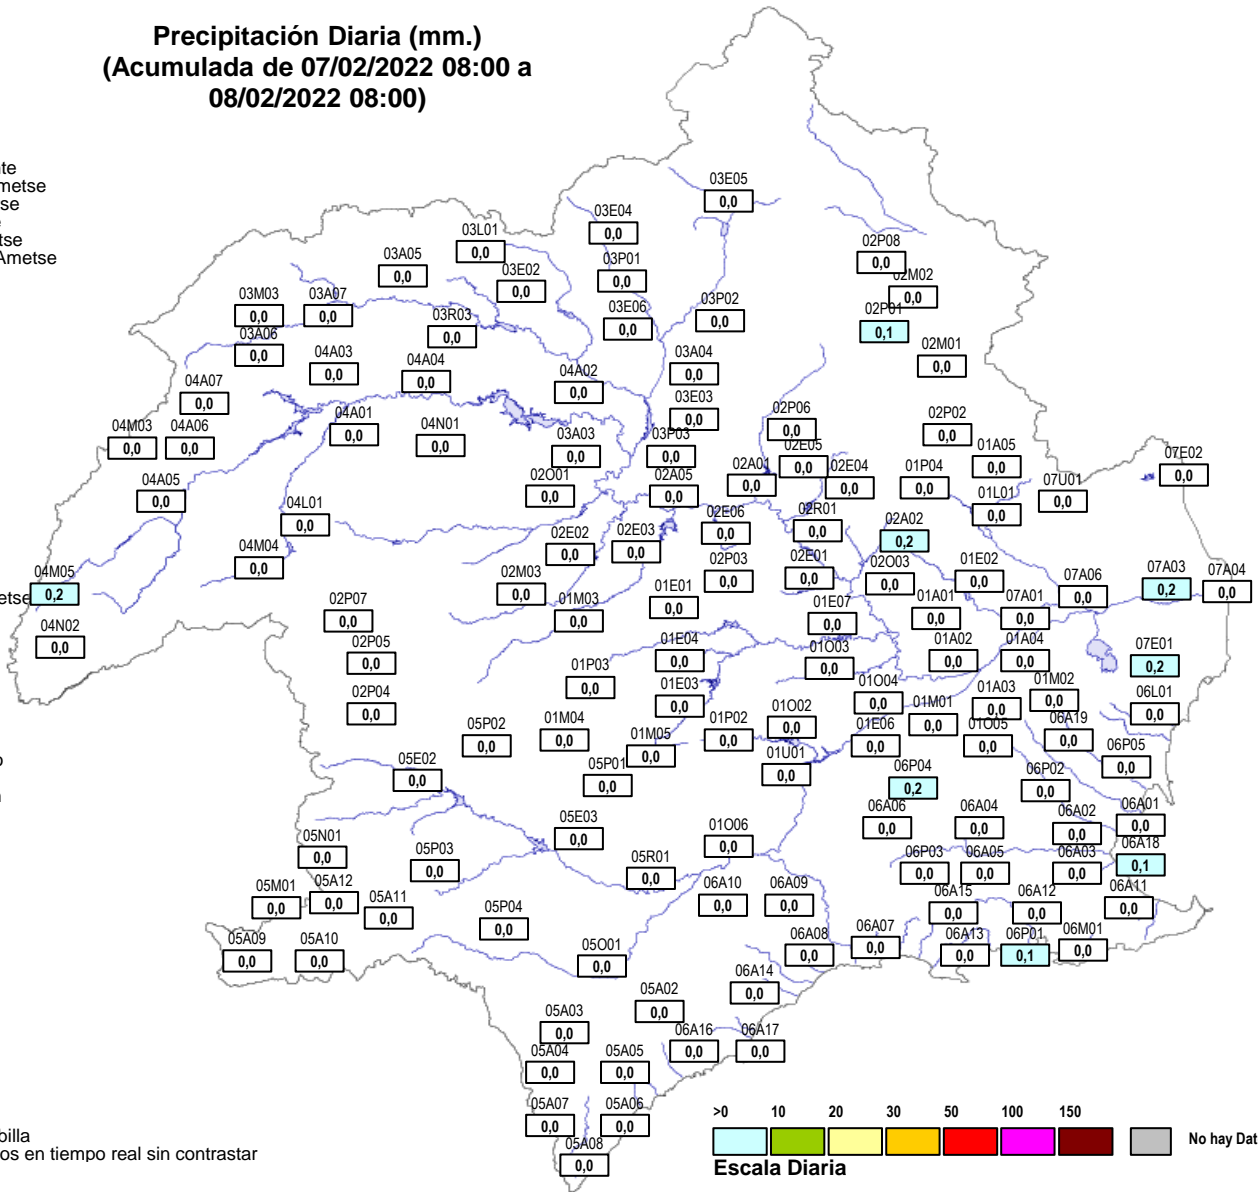 Precipitación Diaria (mm.)
(Acumulada de 07/02/2022 08:00 a
08/02/2022 08:00)
03E05
0,0
03E04
0,0
03L01
0,0
02P08
0,0
03A05
0,0
03P01
0,0
03E02
0,0
02M02
0,0
03M03
0,0
03A07
0,0
03P02
0,0
03E06
0,0
02P01
0,1
03R03
0,0
03A06
0,0
02M01
0,0
04A03
0,0
03A04
0,0
04A04
0,0
04A02
0,0
04A07
0,0
03E03
0,0
02P06
0,0
04A01
0,0
02P02
0,0
04M03
0,0
04A06
0,0
04N01
0,0
03A03
0,0
03P03
0,0
02E05
0,0
01A05
0,0
07E02
0,0
02A01
0,0
02E04
0,0
01P04
0,0
04A05
0,0
02O01
0,0
02A05
0,0
07U01
0,0
01L01
0,0
04L01
0,0
02R01
0,0
02E06
0,0
02A02
0,2
02E02
0,0
02E03
0,0
04M04
0,0
02P03
0,0
02E01
0,0
02O03
0,0
01E02
0,0
07A03
0,2
07A04
0,0
04M05
0,2
02M03
0,0
07A06
0,0
01E01
0,0
02P07
0,0
01M03
0,0
01E07
0,0
01A01
0,0
07A01
0,0
04N02
0,0
02P05
0,0
01E04
0,0
01O03
0,0
01A02
0,0
01A04
0,0
07E01
0,2
01P03
0,0
02P04
0,0
01E03
0,0
01O04
0,0
01A03
0,0
01M02
0,0
06L01
0,0
01O02
0,0
01M01
0,0
05P02
0,0
01M04
0,0
01M05
0,0
01P02
0,0
01E06
0,0
01O05
0,0
06A19
0,0
05E02
0,0
05P01
0,0
01U01
0,0
06P04
0,2
06P02
0,0
06P05
0,0
05E03
0,0
01O06
0,0
06A06
0,0
06A04
0,0
06A02
0,0
06A01
0,0
05N01
0,0
05P03
0,0
05R01
0,0
06P03
0,0
06A05
0,0
06A03
0,0
06A18
0,1
05M01
0,0
05A12
0,0
05A11
0,0
06A10
0,0
06A09
0,0
06A15
0,0
06A12
0,0
06A11
0,0
05P04
0,0
05A09
0,0
05A10
0,0
05O01
0,0
06A08
0,0
06A07
0,0
06A13
0,0
06P01
0,1
06M01
0,0
06A14
0,0
05A02
0,0
05A03
0,0
06A16
0,0
06A17
0,0
05A04
0,0
05A05
0,0
05A07
0,0
05A06
0,0
05A08
0,0
>0 10 20 30 50 100 150
No hay Dat
Escala Diaria
os en tiempo real sin contrastar